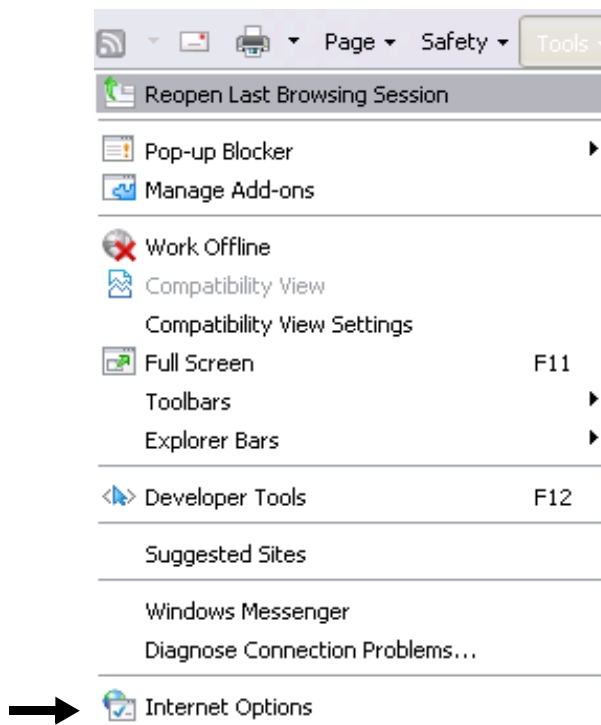 Page Safety Tools
Reopen Last Browsing Session
Pop-up Blocker
Manage Add-ons
Work Offline
Compatibility View
Compatibility View Settings
Full Screen F11
Toolbars
Explorer Bars
Developer Tools F12
Suggested Sites
Windows Messenger
Diagnose Connection Problems...
Internet Options